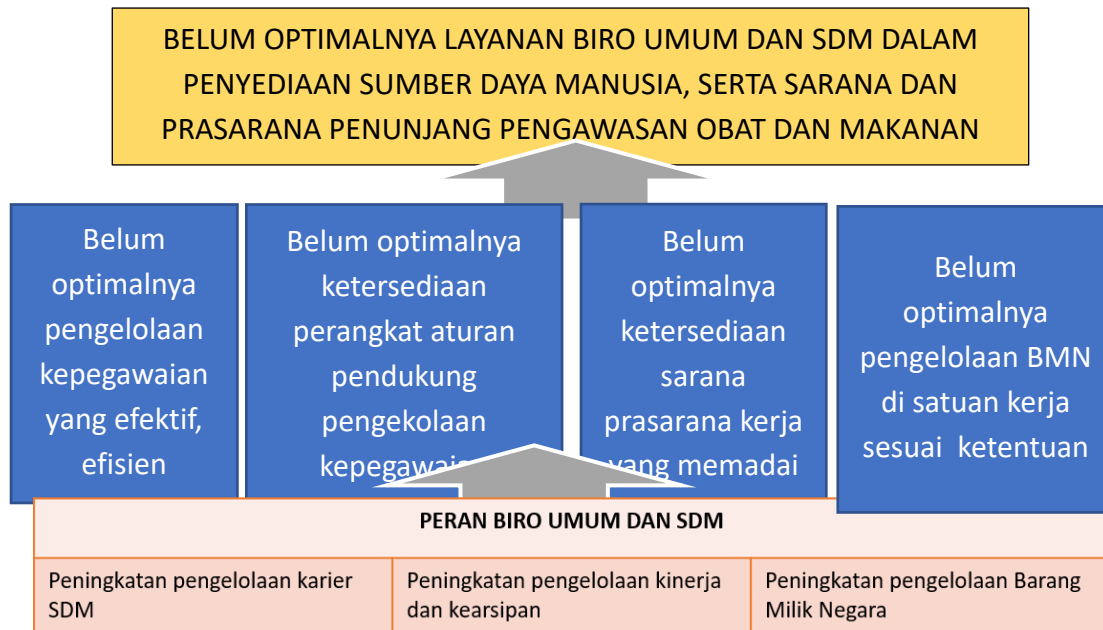 BELUM OPTIMALNYA LAYANAN BIRO UMUM DAN SDM DALAM
PENYEDIAAN SUMBER DAYA MANUSIA, SERTA SARANA DAN
PRASARANA PENUNJANG PENGAWASAN OBAT DAN MAKANAN
Belum
optimalnya
pengelolaan
kepegawaian
yang efektif,
efisien
Belum optimalnya
ketersediaan
perangkat aturan
pendukung
pengekolaan
Belum
optimalnya
ketersediaan
sarana
prasarana kerja
yang memadai
Belum
optimalnya
pengelolaan BMN
di satuan kerja
sesuai ketentuan
PERAN BIRO UMUM DAN SDM
Peningkatan pengelolaan karier
SDM
Peningkatan pengelolaan kinerja
dan kearsipan
Peningkatan pengelolaan Barang
Milik Negara